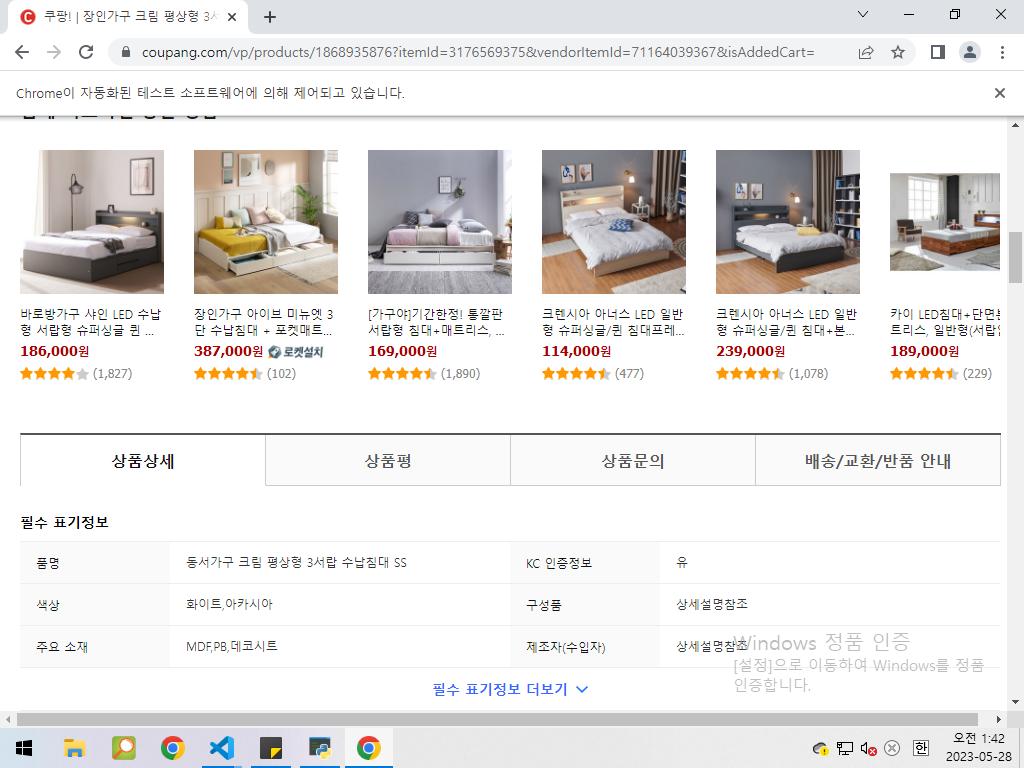 쿠팡! | 장인가구 크림 평상형 3서
coupang.com/vp/products/1868935876?itemId=3176569375&vendorItemId=71164039367&isAddedCart=
Chrome이 자동화된 테스트 소프트웨어에 의해 제어되고 있습니다.
바로방가구 샤인 LED 수납
형 서랍형 슈퍼싱글 퀸 ...
186,000원
(1,827)
장인가구 아이브 미뉴엣 3
단 수납침대 + 포켓매트...
387,000원 로켓설치
(102)
[가구야]기간한정! 통깔판
서랍형 침대+매트리스, ...
169,000원
(1,890)
크렌시아 아너스 LED 일반
형 슈퍼싱글/퀸 침대프레...
114,000원
(477)
크렌시아 아너스 LED 일반
형 슈퍼싱글/퀸 침대+본...
239,000원
(1,078)
카이 LED침대+단면본
트리스, 일반형(서랍없
189,000원
(229)
상품상세
상품평
상품문의
배송/교환/반품 안내
필수 표기정보
품명
동서가구 크림 평상형 3서랍 수납침대 SS
KC 인증정보
유
색상
화이트,아카시아
구성품
상세설명참조
주요 소재
MDF,PB,데코시트
제조자(수입자)
상세설명참조
필수 표기정보 더보기
Windows 정품 인증
[설정]으로 이동하여 Windows를 정품
인증합니다.
한
오전 1:42
2023-05-28